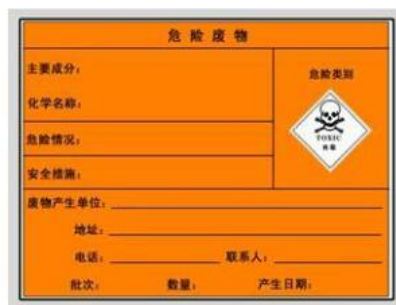 危险废物
主要成分：
危险类别
化学名称：
TOXIC
有毒
危险情况：
安全措施：
废物产生单位：
地址：
电话： 联系人：
批次： 数量： 产生日期：